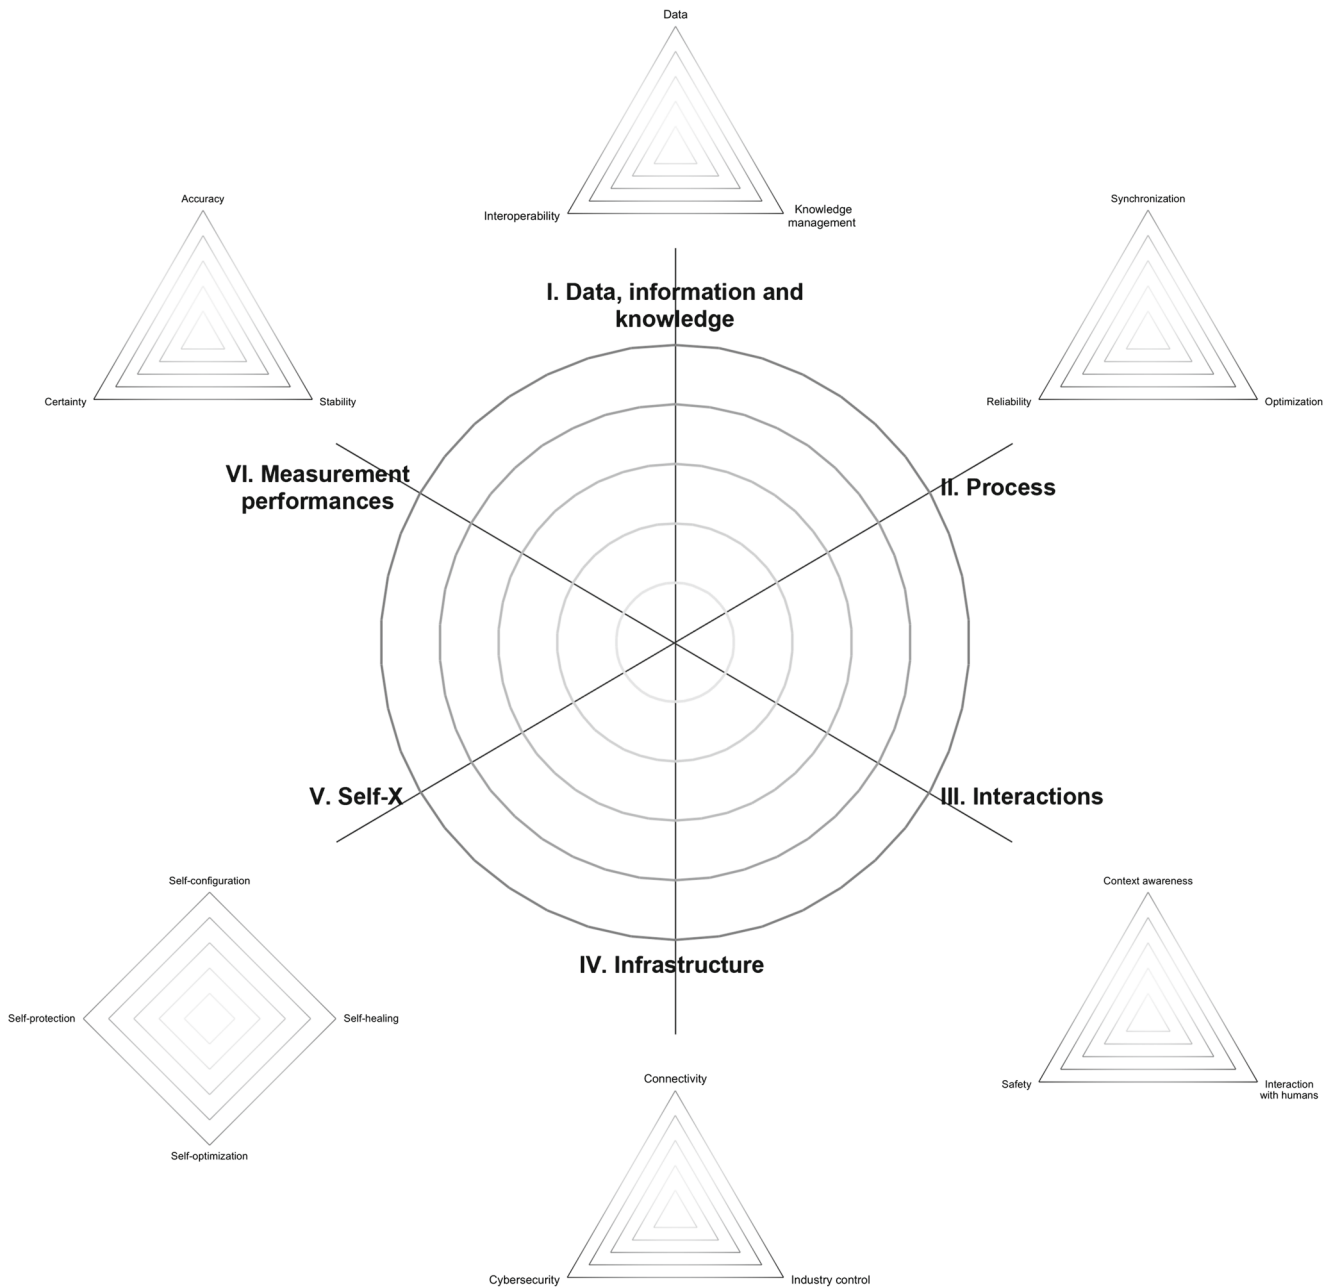 Data
Interoperability
Knowledge
management
Accuracy
Certainty
Stability
Synchronization
Reliability
Optimization
I. Data, information and
knowledge
VI. Measurement
performances
II. Process
V. Self-X
III. Interactions
IV. Infrastructure
Self-configuration
Self-protection
Self-healing
Self-optimization
Context awareness
Safety
Interaction
with humans
Connectivity
Cybersecurity
Industry control